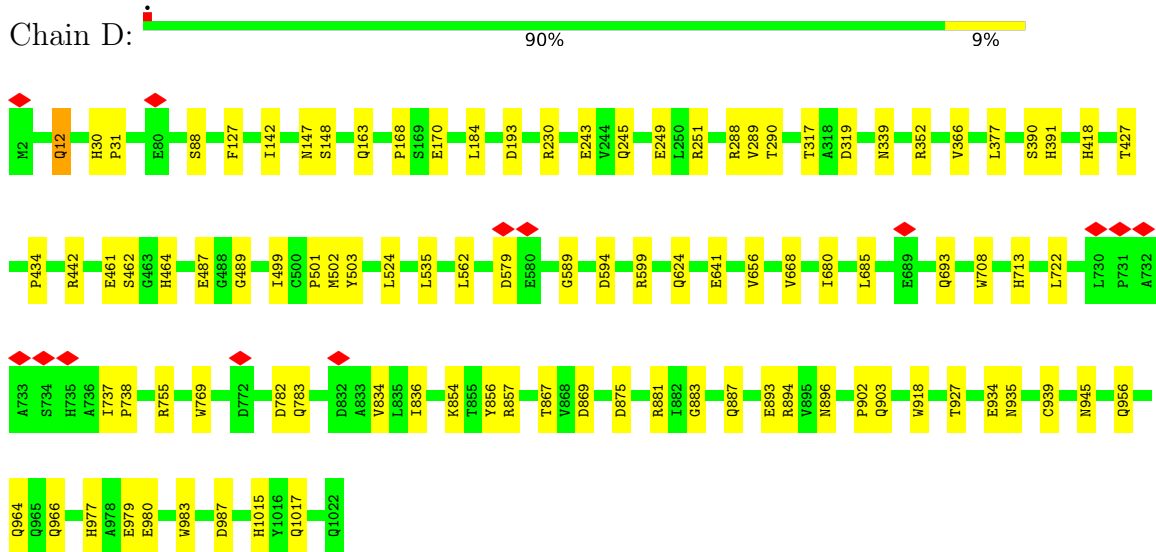 Chain D:
90% 9%
M2 Q12 H30 P31 E80 S88 F127 I142 N147 S148 Q163 P168 S169 E170 L184 D193 R230 E243 V244 Q245 E249 L250 R251 R288 V289 T290 T317 A318 D319 N339 R352 V366 L377 S390 H391 H418 T427
P434 R442 E461 S462 G463 H464 E487 G488 G489 I499 C500 P501 M502 Y503 L524 L535 L562 D579 E580 G589 D594 R599 Q624 E641 V656 V668 I680 L685 E689 Q693 W708 H713 L722 L730 P731 A732
A733 S734 H735 A736 I737 P738 R755 W769 D772 D782 Q783 D832 A833 V834 L835 I836 K854 T855 Y856 R857 T867 V868 D869 D875 R881 I882 G883 Q887 E893 R894 V895 N896 P902 Q903 W918 T927 E934 N935 C939 N945 Q956
Q964 Q965 Q966 H977 A978 E979 E980 W983 D987 H1015 Y1016 Q1017 Q1022